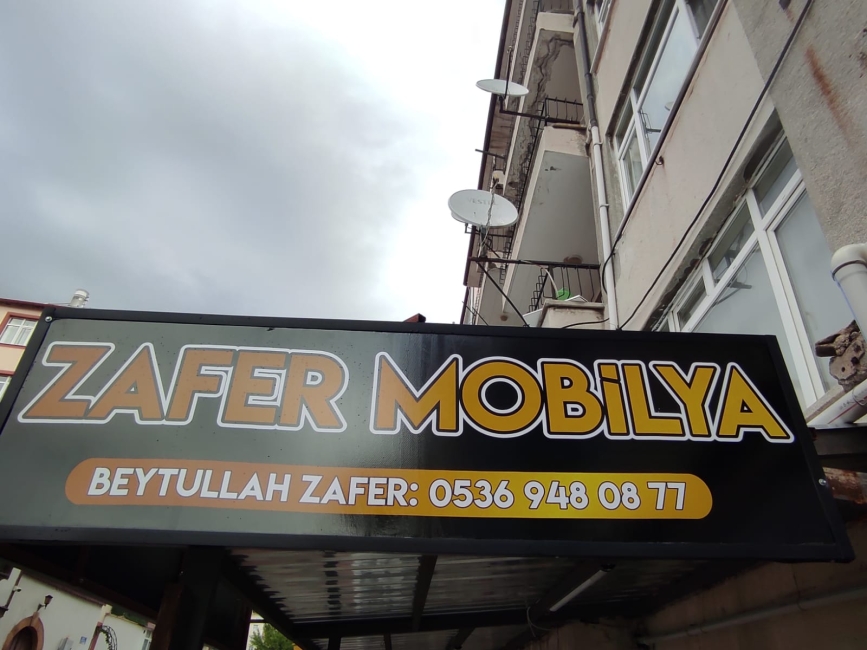 ZAFER MOBİLYA
BEYTULLAH ZAFER: 0536 948 08 77